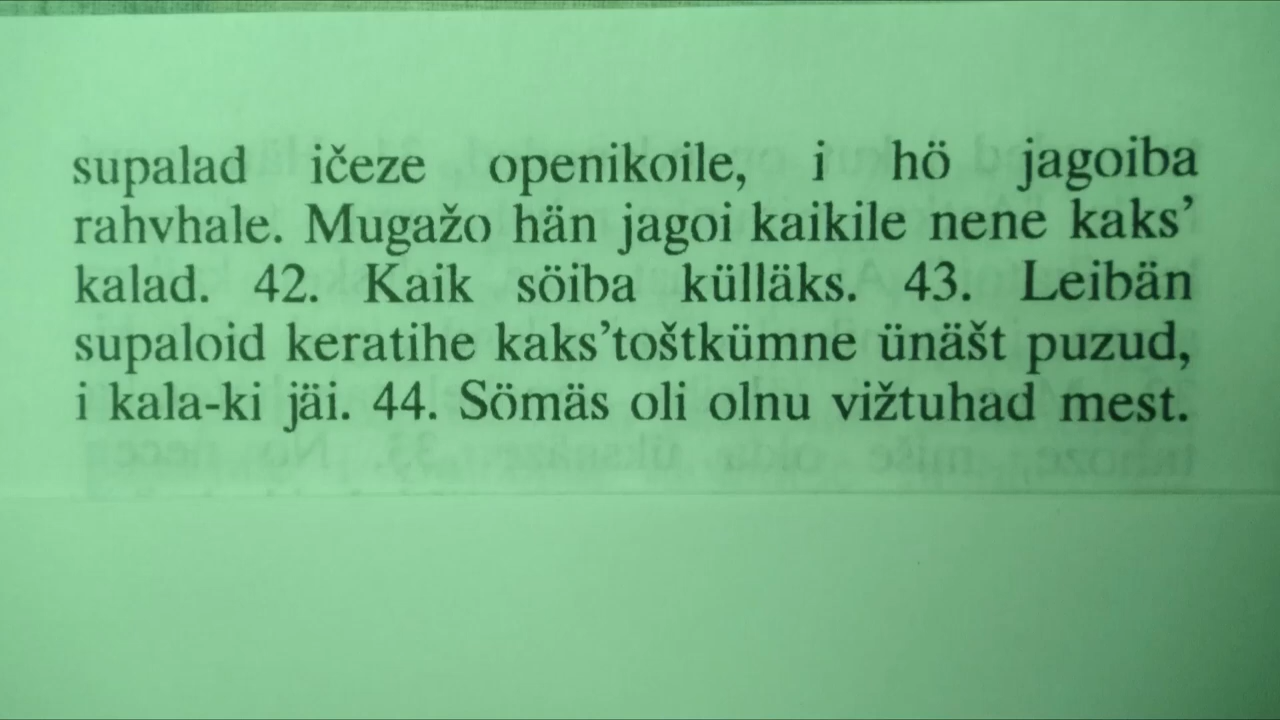 supalad ičeze openikoile, i hö jagoiba
rahvhale. Mugažo hän jagoi kaikile nene kaks’
kalad. 42. Kaik söiba külläks. 43. Leibän
supaloid keratihe kaks’toštkümne ünäšt puzud,
i kala-ki jäi. 44. Sömäs oli olnu vižtuhad mest.